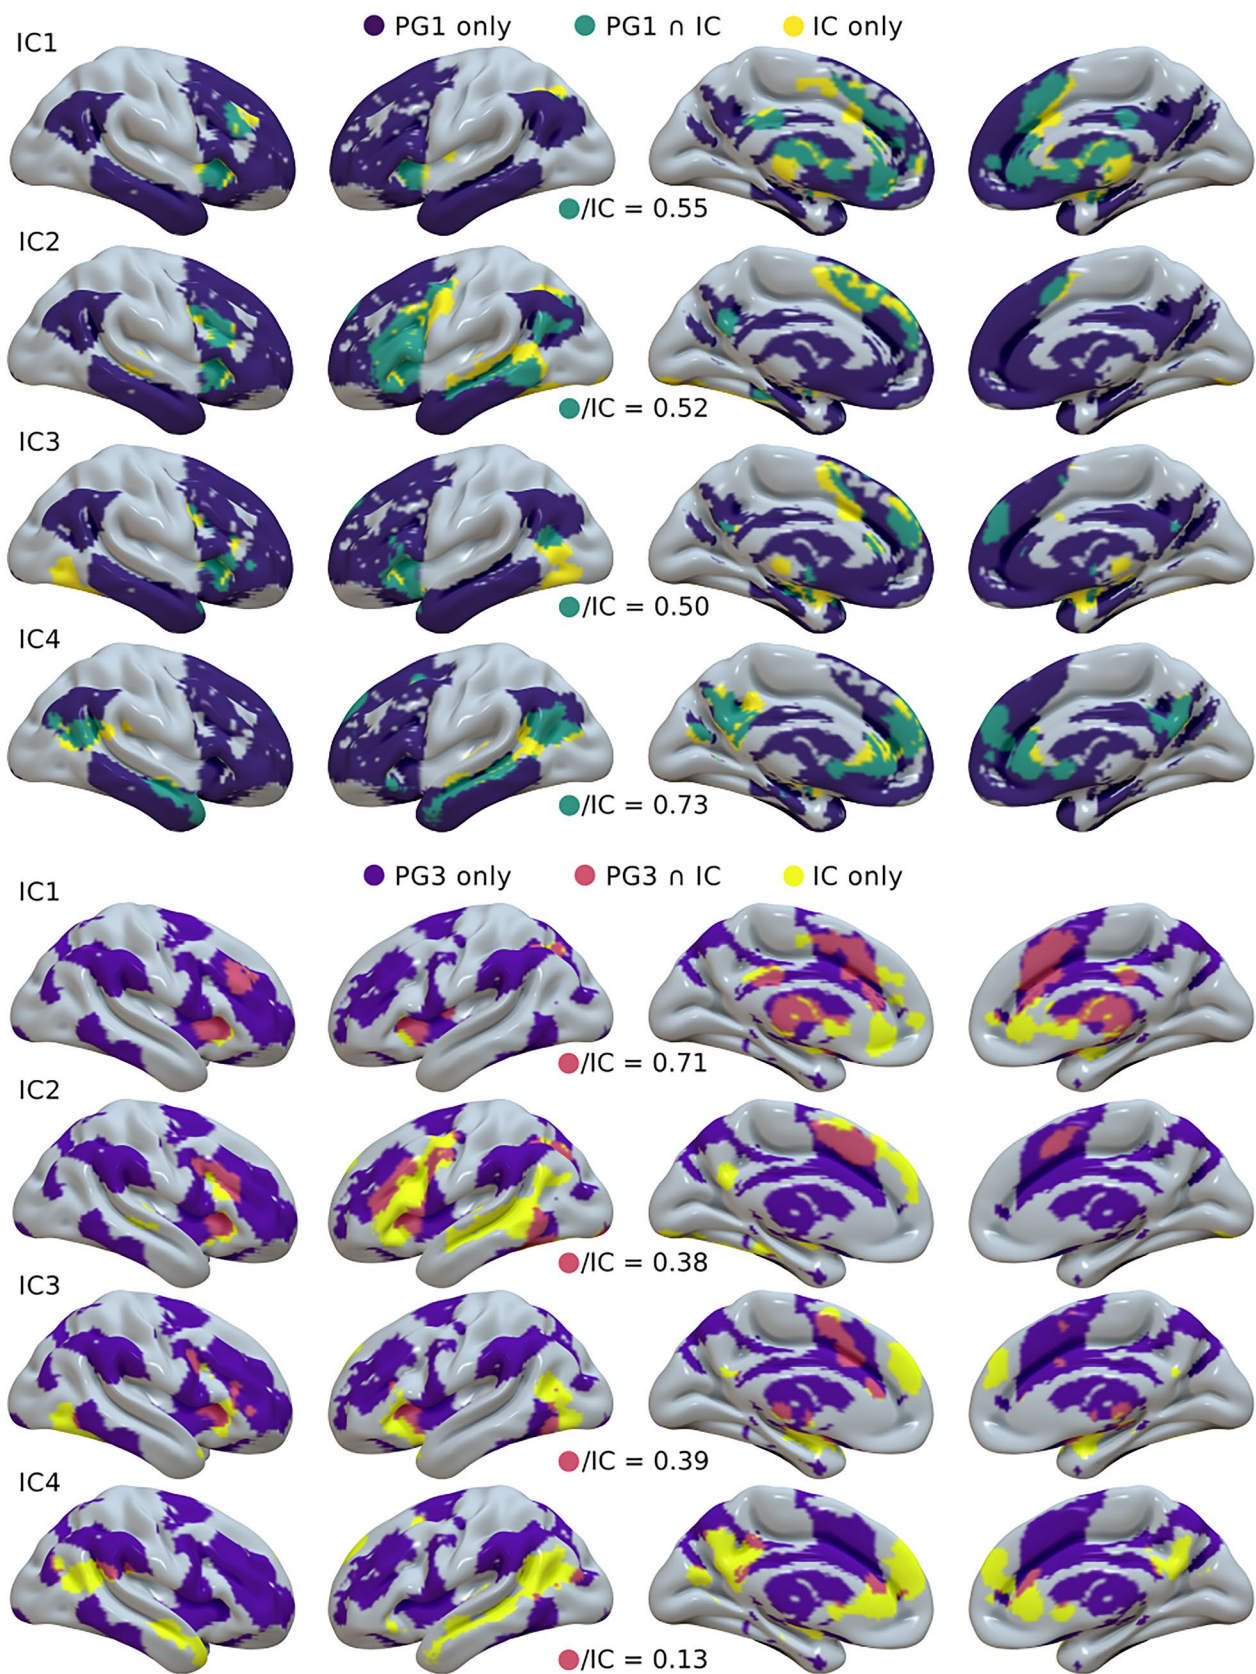 PG1 only PG1 ∩ IC IC only
IC1
/IC = 0.55
IC2
/IC = 0.52
IC3
/IC = 0.50
IC4
/IC = 0.73
PG3 only PG3 ∩ IC IC only
IC1
/IC = 0.71
IC2
/IC = 0.38
IC3
/IC = 0.39
IC4
/IC = 0.13